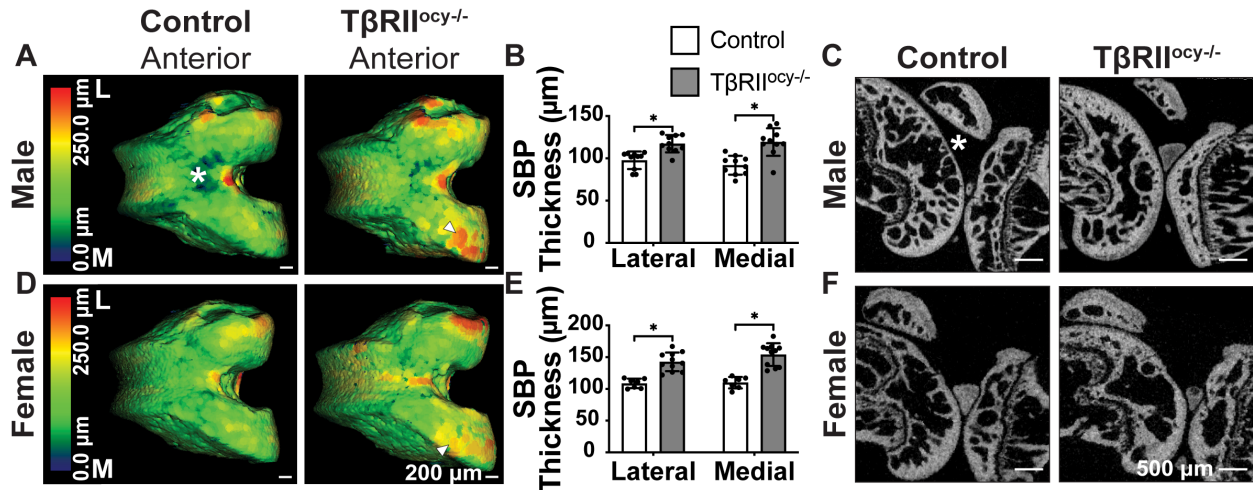 Control
TβRIIocy-/-
A
Anterior
Anterior
Male
250.0 µm
0.0 µm
L
M
*
B
Control
TβRIIocy-/-
SBP
Thickness (µm)
150
100
50
0
*
*
Lateral
Medial
C
Control
TβRIIocy-/-
*
D
Female
250.0 µm
0.0 µm
L
M
200 µm
E
SBP
Thickness (µm)
200
150
100
50
0
*
*
Lateral
Medial
F
500 µm